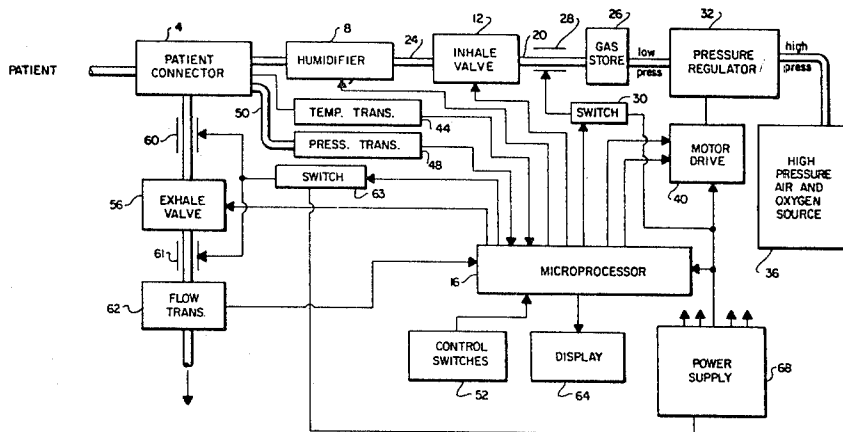 4
8
12
28
26
32
PATIENT
PATIENT
CONNECTOR
HUMIDIFIER
24
INHALE
VALVE
20
GAS
STORE
low
press
PRESSURE
REGULATOR
high
press
50
TEMP. TRANS.
44
SWITCH
30
60
PRESS. TRANS.
48
MOTOR
DRIVE
40
HIGH
PRESSURE
AIR AND
OXYGEN
SOURCE
36
SWITCH
63
EXHALE
VALVE
56
61
MICROPROCESSOR
16
FLOW
TRANS.
62
CONTROL
SWITCHES
52
DISPLAY
64
POWER
SUPPLY
68